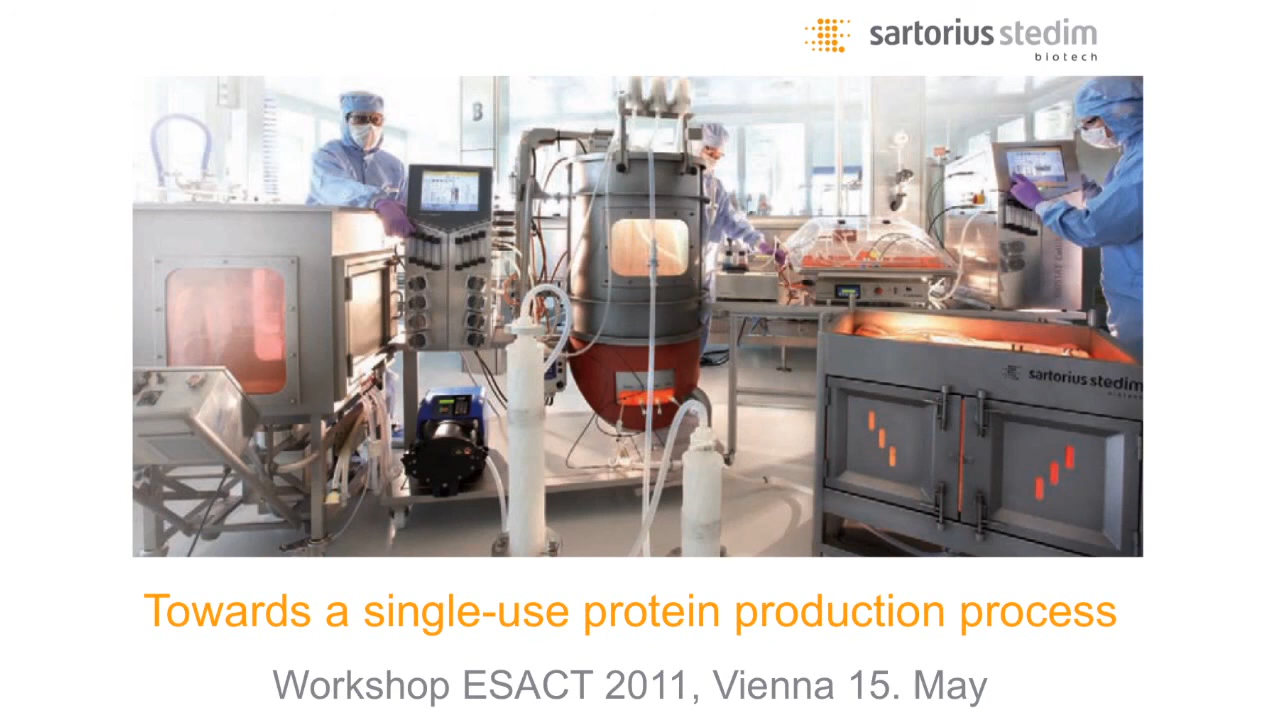 sartorius stedim
biotech
B
sartorius stedim
Towards a single-use protein production process
Workshop ESACT 2011, Vienna 15. May